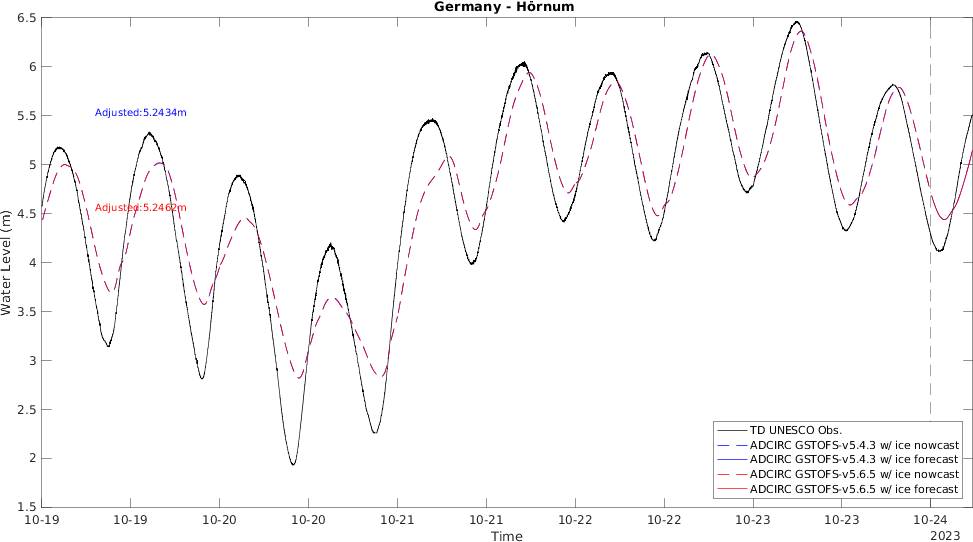 Germany - Hörnum
6.5
6
5.5
5
4.5
4
3.5
3
2.5
2
1.5
Water Level (m)
Adjusted:5.2434m
Adjusted:5.2462m
TD UNESCO Obs.
ADCIRC GSTOFS-v5.4.3 w/ ice nowcast
ADCIRC GSTOFS-v5.4.3 w/ ice forecast
ADCIRC GSTOFS-v5.6.5 w/ ice nowcast
ADCIRC GSTOFS-v5.6.5 w/ ice forecast
10-19 10-19 10-20 10-20 10-21 10-21 10-22 10-22 10-23 10-23 10-24
Time 2023